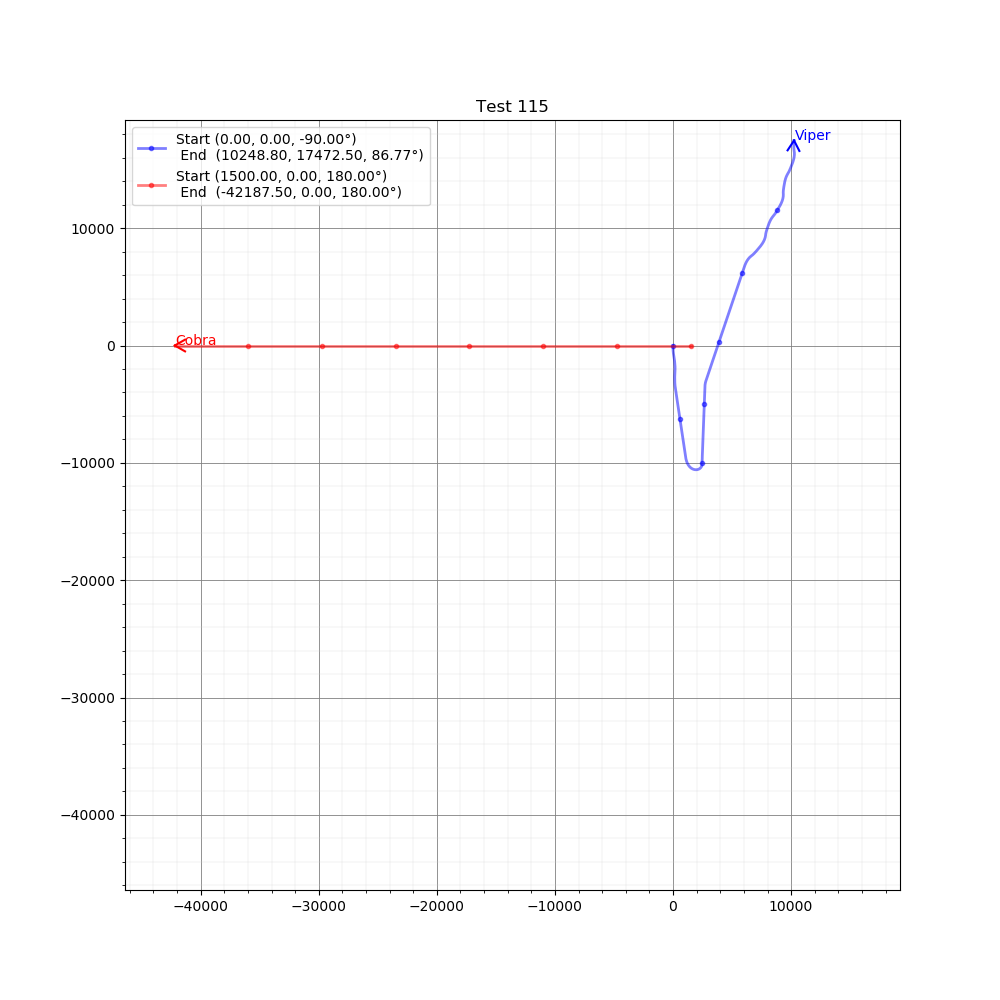 Test 115
Start (0.00, 0.00, -90.00°)
End (10248.80, 17472.50, 86.77°)
Start (1500.00, 0.00, 180.00°)
End (-42187.50, 0.00, 180.00°)
Viper
Cobra
10000
0
−10000
−20000
−30000
−40000
−40000 −30000 −20000 −10000 0 10000